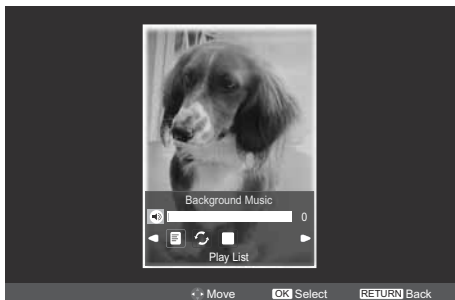 Background Music
0
Play List
Move OK Select RETURN Back